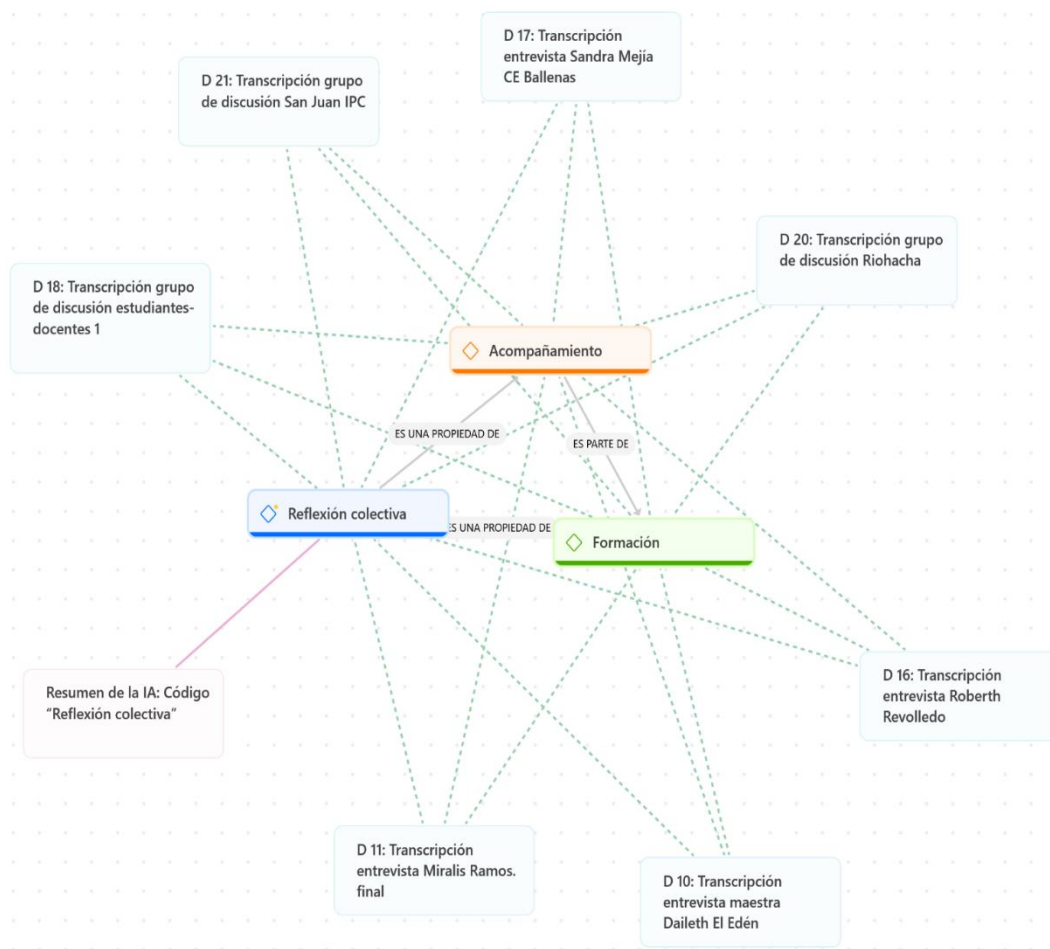 D 17: Transcripción
entrevista Sandra Mejía
CE Ballenas
D 21: Transcripción grupo
de discusión San Juan IPC
D 20: Transcripción grupo
de discusión Riohacha
D 18: Transcripción grupo
de discusión estudiantes-
docentes 1
Acompañamiento
ES UNA PROPIEDAD DE
ES PARTE DE
Reflexión colectiva
ES UNA PROPIEDAD DE
Formación
Resumen de la IA: Código
“Reflexión colectiva”
D 16: Transcripción
entrevista Roberth
Revolledo
D 11: Transcripción
entrevista Miralis Ramos.
final
D 10: Transcripción
entrevista maestra
Daileth El Edén